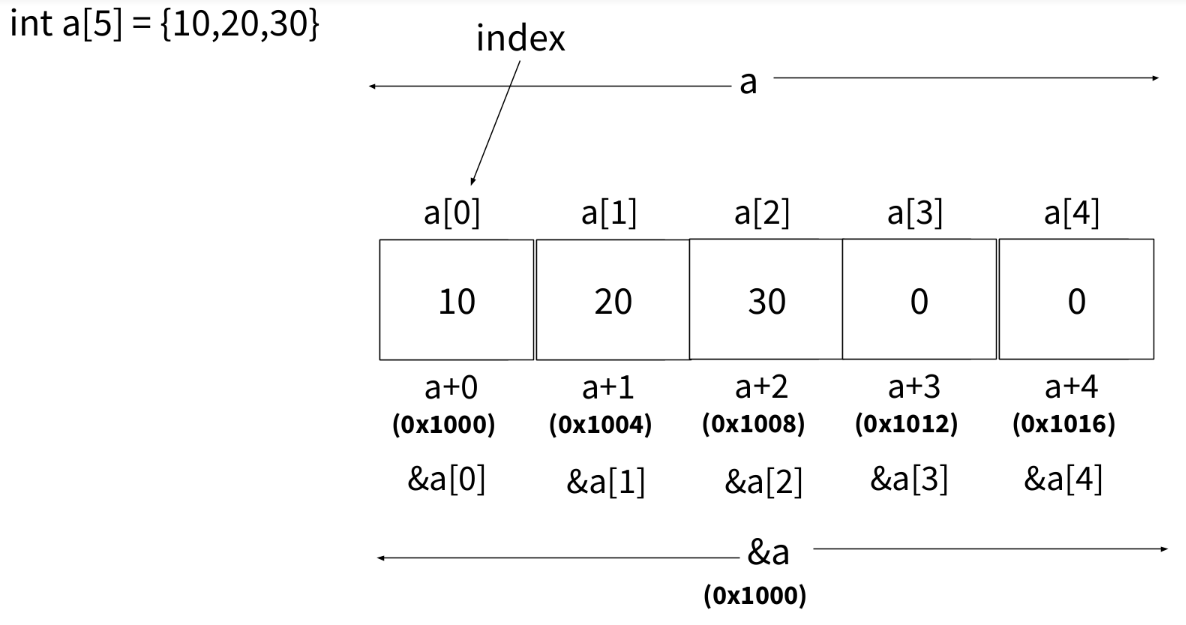 int a[5] = {10,20,30}
index
a
a[0] a[1] a[2] a[3] a[4]
10 20 30 0 0
a+0 a+1 a+2 a+3 a+4
(0x1000) (0x1004) (0x1008) (0x1012) (0x1016)
&a[0] &a[1] &a[2] &a[3] &a[4]
&a
(0x1000)